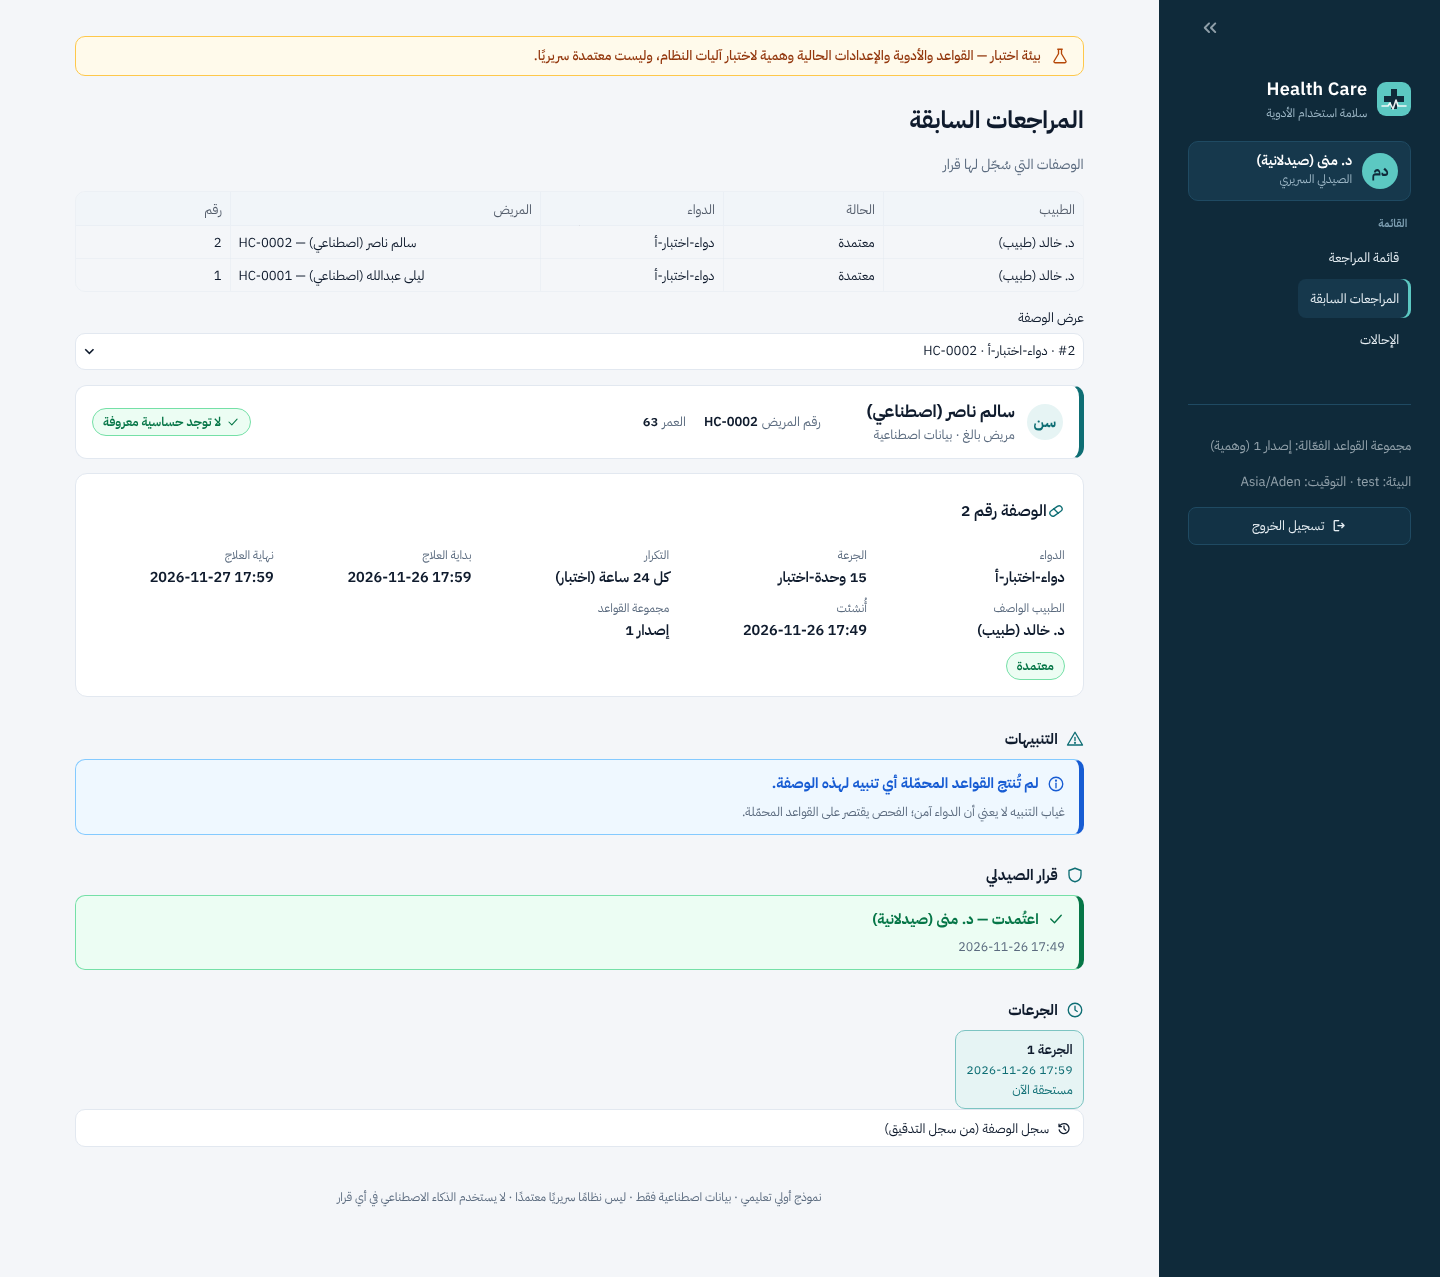 Health Care
سلامة استخدام الأدوية
دم
د. منى (صيدلانية)
الصيدلي السريري
القائمة
قائمة المراجعة
المراجعات السابقة
الإحالات
مجموعة القواعد الفعّالة: إصدار 1 (وهمية)
البيئة: test · التوقيت: Asia/Aden
تسجيل الخروج
بيئة اختبار — القواعد والأدوية والإعدادات الحالية وهمية لاختبار آليات النظام، وليست معتمدة سريريًا.
المراجعات السابقة
الوصفات التي سُجّل لها قرار
الطبيب الحالة الدواء المريض رقم
د. خالد (طبيب) معتمدة دواء-اختبار-أ سالم ناصر (اصطناعي) — HC-0002 2
د. خالد (طبيب) معتمدة دواء-اختبار-أ ليلى عبدالله (اصطناعي) — HC-0001 1
عرض الوصفة
#2 · دواء-اختبار-أ · HC-0002
سن
سالم ناصر (اصطناعي)
مريض بالغ · بيانات اصطناعية
رقم المريض HC-0002 العمر 63
لا توجد حساسية معروفة
الوصفة رقم 2
الدواء الجرعة التكرار بداية العلاج نهاية العلاج
دواء-اختبار-أ 15 وحدة-اختبار كل 24 ساعة (اختبار) 2026-11-26 17:59 2026-11-27 17:59
الطبيب الواصف أُنشئت مجموعة القواعد
د. خالد (طبيب) 2026-11-26 17:49 إصدار 1
معتمدة
التنبيهات
لم تُنتج القواعد المحمّلة أي تنبيه لهذه الوصفة.
غياب التنبيه لا يعني أن الدواء آمن؛ الفحص يقتصر على القواعد المحمّلة.
قرار الصيدلي
اعتُمدت — د. منى (صيدلانية)
2026-11-26 17:49
الجرعات
الجرعة 1
2026-11-26 17:59
مستحقة الآن
سجل الوصفة (من سجل التدقيق)
نموذج أولي تعليمي · بيانات اصطناعية فقط · ليس نظامًا سريريًا معتمدًا · لا يستخدم الذكاء الاصطناعي في أي قرار